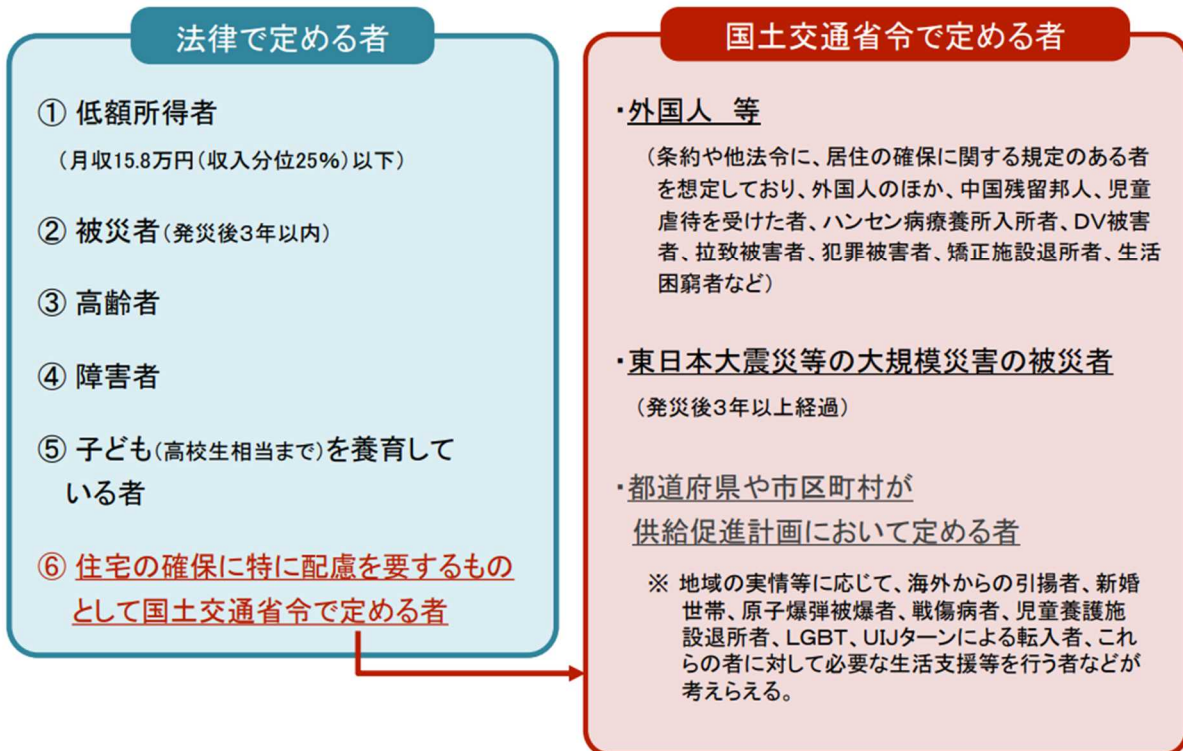 法律で定める者
① 低額所得者
（月収15.8万円（収入分位25%）以下）
② 被災者（発災後3年以内）
③ 高齢者
④ 障害者
⑤ 子ども（高校生相当まで）を養育して
いる者
⑥ 住宅の確保に特に配慮を要するもの
として国土交通省令で定める者
国土交通省令で定める者
・外国人　等
（条約や他法令に、居住の確保に関する規定のある者
を想定しており、外国人のほか、中国残留邦人、児童
虐待を受けた者、ハンセン病療養所入所者、DV被害
者、拉致被害者、犯罪被害者、矯正施設退所者、生活
困窮者など）
・東日本大震災等の大規模災害の被災者
（発災後3年以上経過）
・都道府県や市区町村が
供給促進計画において定める者
※ 地域の実情等に応じて、海外からの引揚者、新婚
世帯、原子爆弾被爆者、戦傷病者、児童養護施
設退所者、LGBT、UIJターンによる転入者、これ
らの者に対して必要な生活支援等を行う者などが
考えらえる。